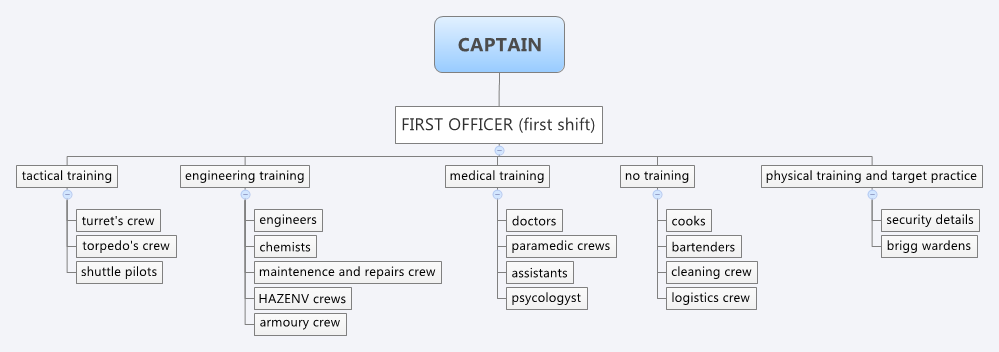 CAPTAIN
FIRST OFFICER (first shift)
tactical training
turret's crew
torpedo's crew
shuttle pilots
engineering training
engineers
chemists
maintenence and repairs crew
HAZENV crews
armoury crew
medical training
doctors
paramedic crews
assistants
psycologyst
no training
cooks
bartenders
cleaning crew
logistics crew
physical training and target practice
security details
brigg wardens